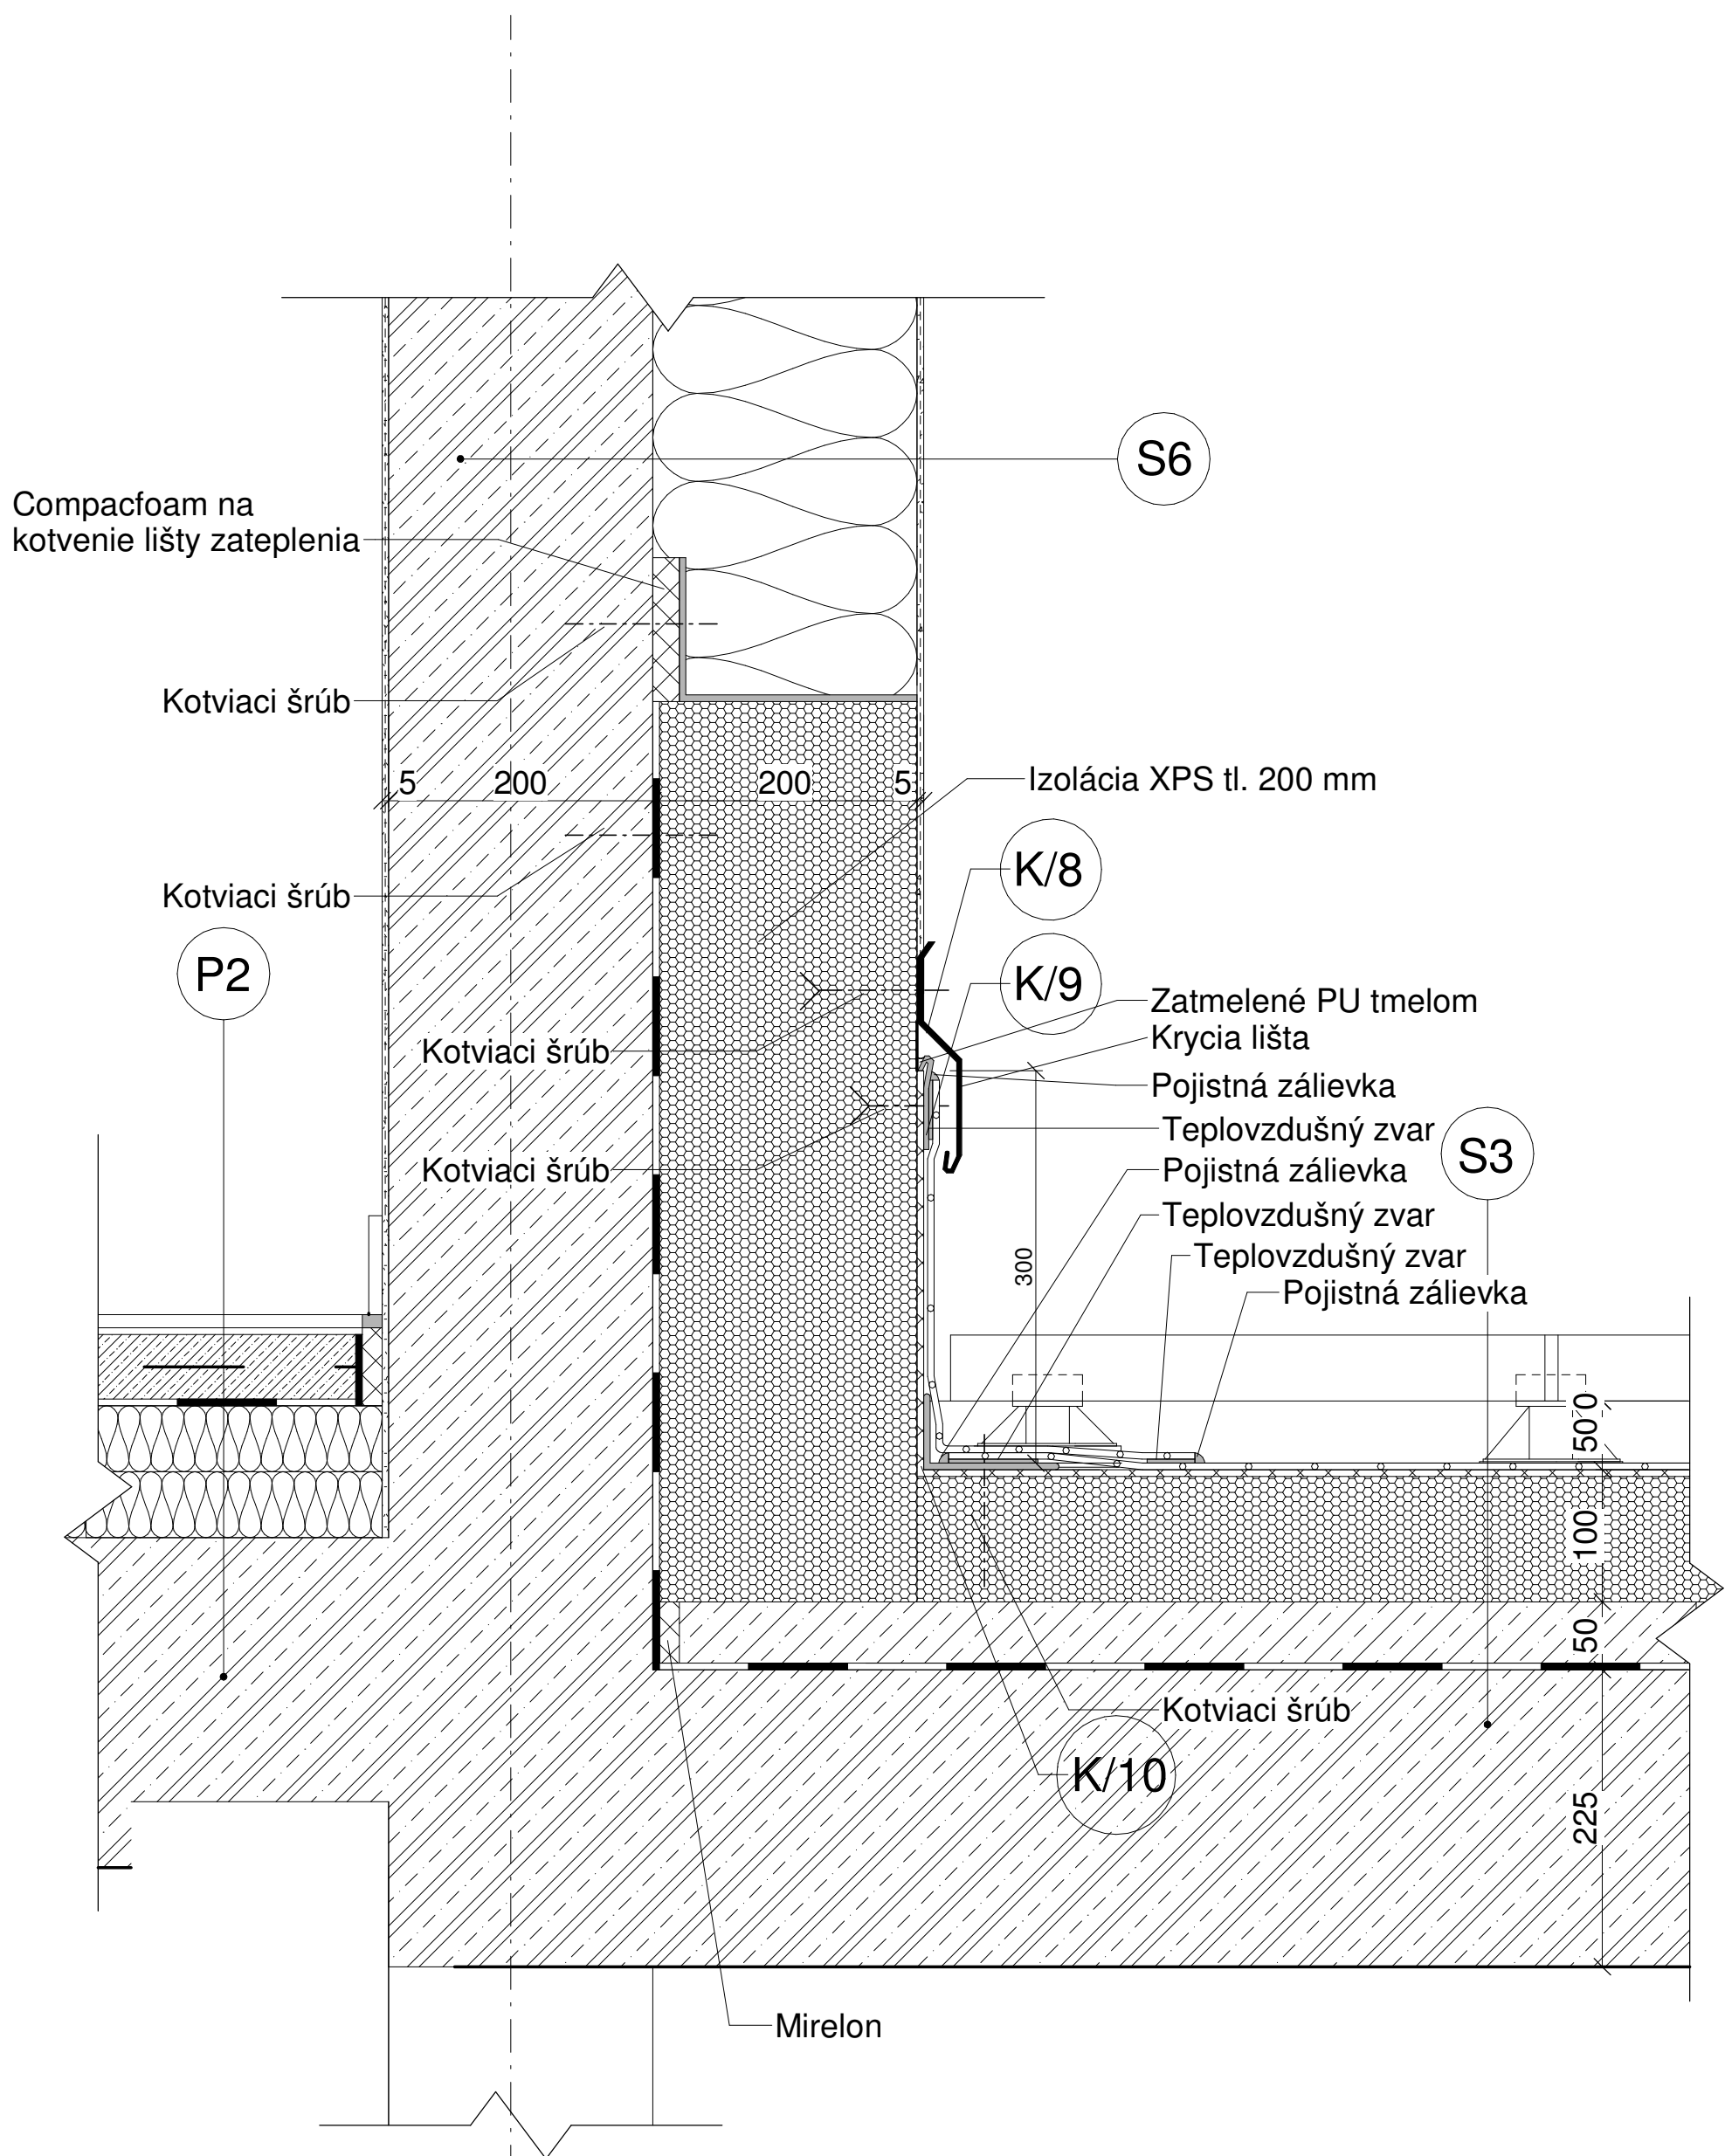 S6
Compacfoam na
kotvenie lišty zateplenia
Kotviaci šrúb
5 200 200 5
Izolácia XPS tl. 200 mm
K/8
Kotviaci šrúb
P2
K/9
Zatmelené PU tmelom
Krycia lišta
Kotviaci šrúb
Pojistná zálievka
Teplovzdušný zvar
S3
Kotviaci šrúb
Pojistná zálievka
Teplovzdušný zvar
300
Teplovzdušný zvar
Pojistná zálievka
50
0
100
50
Kotviaci šrúb
K/10
225
Mirelon